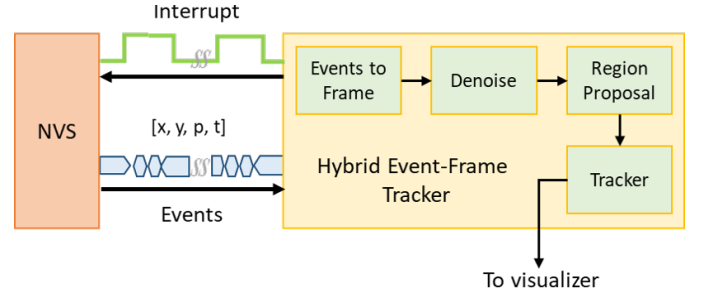 Interrupt
NVS
[x, y, p, t]
Events
Events to
Frame
Denoise
Region
Proposal
Hybrid Event-Frame
Tracker
Tracker
To visualizer